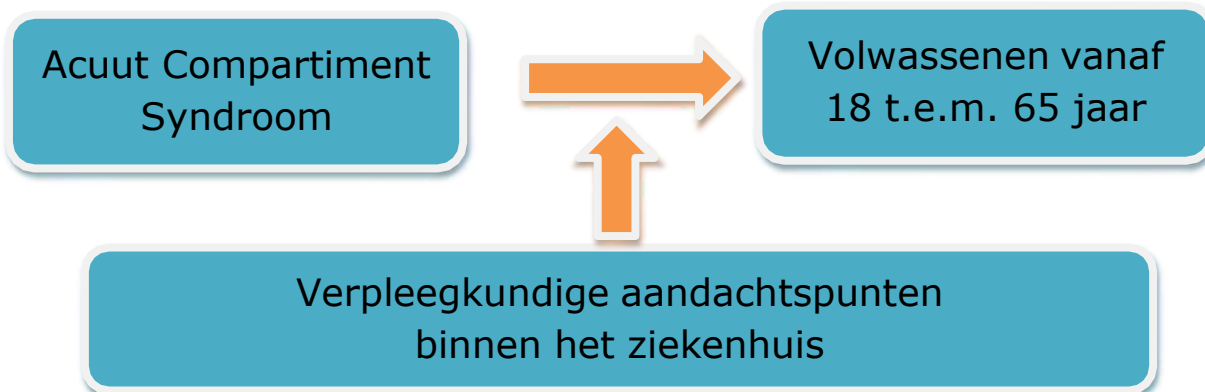 Acuut Compartiment
Syndroom
Volwassenen vanaf
18 t.e.m. 65 jaar
Verpleegkundige aandachtspunten
binnen het ziekenhuis